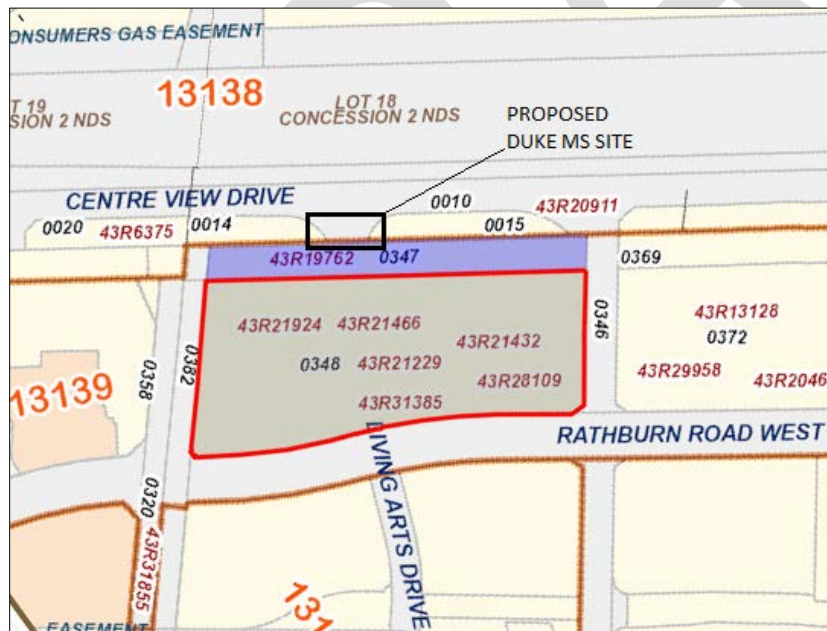 ONSUMERS GAS EASEMENT
13138
T 19
SION 2 NDS
LOT 18
CONCESSION 2 NDS
PROPOSED
DUKE MS SITE
CENTRE VIEW DRIVE
0020
43R6375
0014
0010
43R20911
0015
43R19762
0347
0369
43R21924
43R21466
43R21432
0346
43R13128
0372
0348
43R21229
43R28109
43R29958
43R2046
43R31385
0382
0358
13139
RATHBURN ROAD WEST
LIVING ARTS DRIVE
0320
43R31855
131
EASEMENT